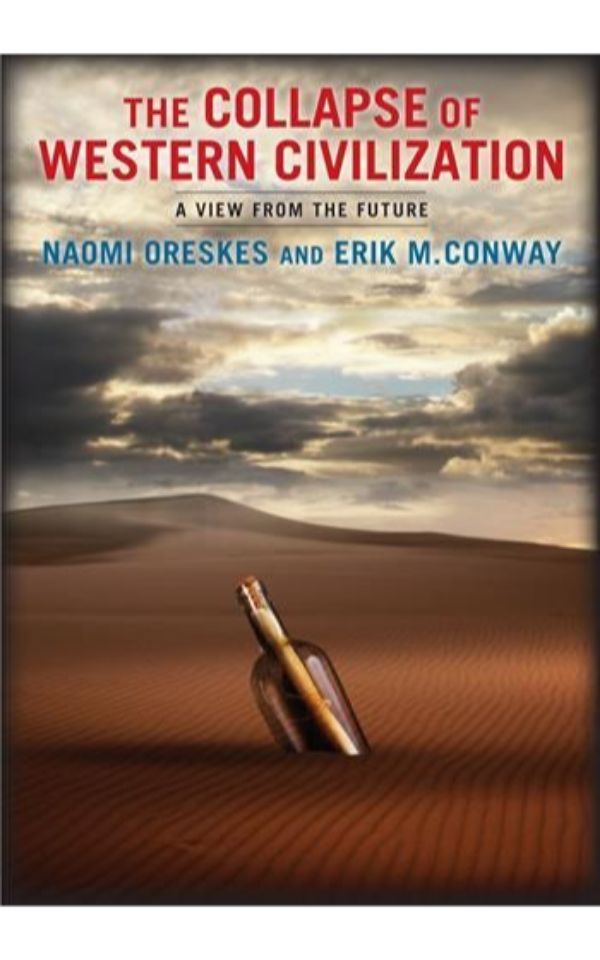 THE COLLAPSE OF
WESTERN CIVILIZATION
A VIEW FROM THE FUTURE
NAOMI ORESKES AND ERIK M. CONWAY